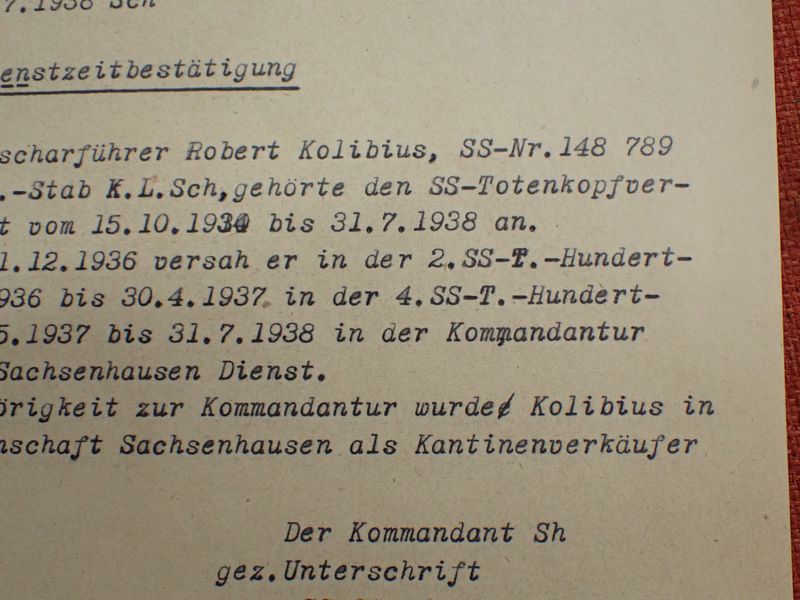 7.1938 Sch
enstzeitbestätigung
scharführer Robert Kolibius, SS-Nr.148 789
.-Stab K.L.Sch,gehörte den SS-Totenkopfver-
t vom 15.10.1934 bis 31.7.1938 an.
1.12.1936 versah er in der 2.SS-T.-Hundert-
936 bis 30.4.1937 in der 4.SS-T.-Hundert-
5.1937 bis 31.7.1938 in der Kommandantur
Sachsenhausen Dienst.
örigkeit zur Kommandantur wurde Kolibius in
nschaft Sachsenhausen als Kantinenverkäufer
Der Kommandant Sh
gez.Unterschrift